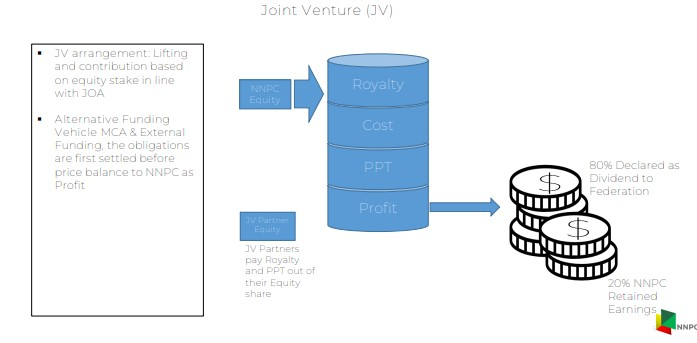 Joint Venture (JV)
▪ JV arrangement: Lifting
and contribution based
on equity stake in line
with JOA
▪ Alternative Funding
Vehicle MCA & External
Funding, the obligations
are first settled before
price balance to NNPC as
Profit
NNPC
Equity
Royalty
Cost
PPT
Profit
JV Partner
Equity
JV Partners
pay Royalty
and PPT out of
their Equity
share
80% Declared as
Dividend to
Federation
$
$
20% NNPC
Retained
Earnings
NNPC